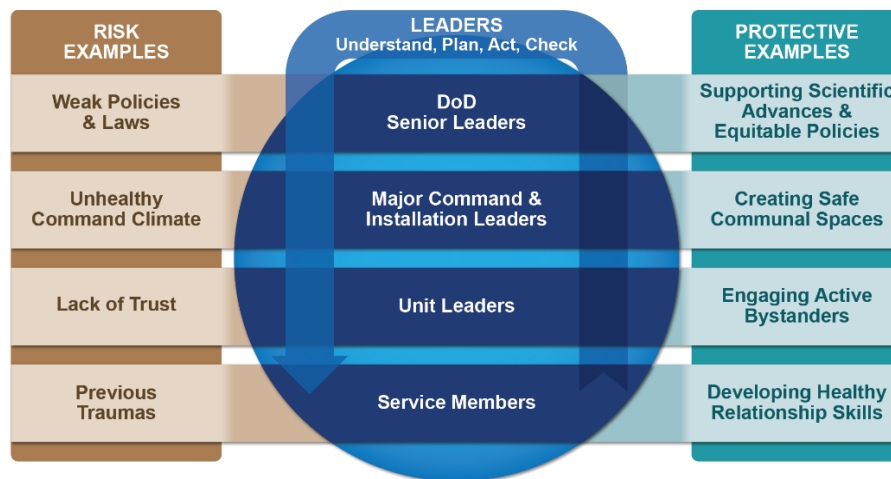 RISK
EXAMPLES
LEADERS
Understand, Plan, Act, Check
PROTECTIVE
EXAMPLES
Weak Policies
& Laws
DoD
Senior Leaders
Supporting Scientific
Advances &
Equitable Policies
Unhealthy
Command Climate
Major Command &
Installation Leaders
Creating Safe
Communal Spaces
Lack of Trust
Unit Leaders
Engaging Active
Bystanders
Previous
Traumas
Service Members
Developing Healthy
Relationship Skills